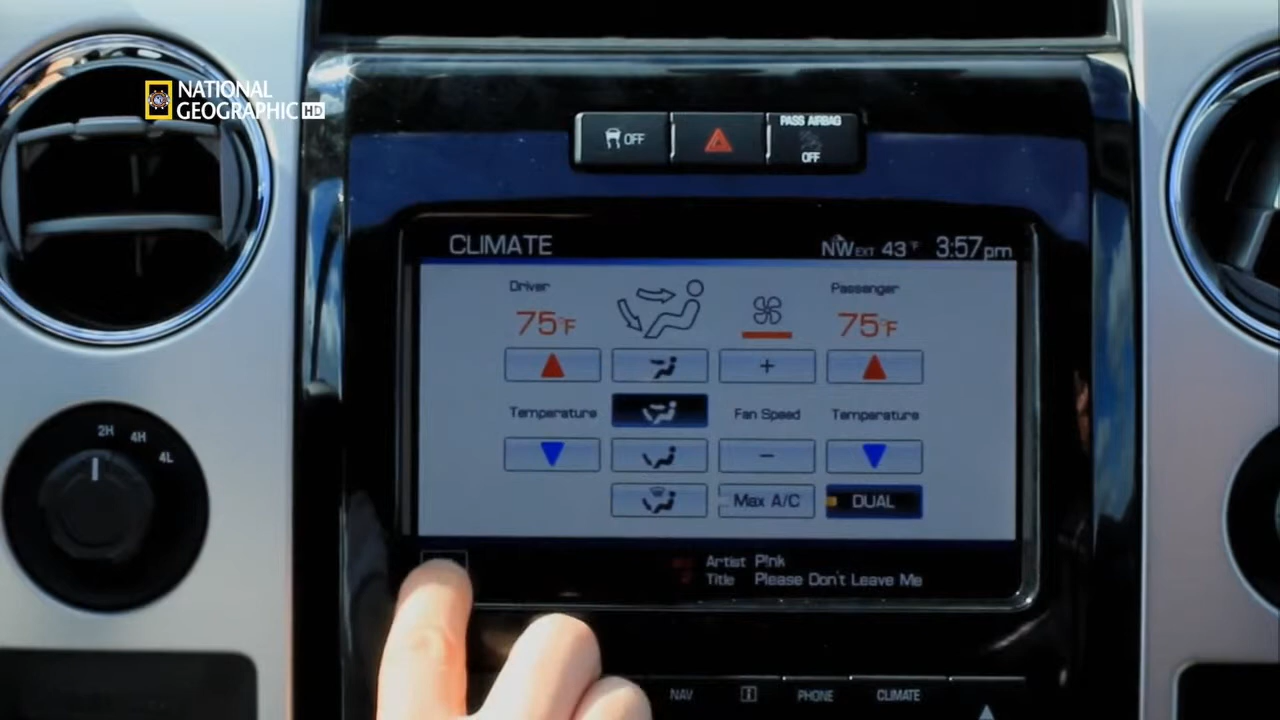 NATIONAL
GEOGRAPHIC HD
OFF
PASS AIRBAG
OFF
CLIMATE
NW EXT 43°F 3:57pm
Driver
Passenger
75°F
75°F
+
Temperature
Fan Speed
Temperature
-
Max A/C
DUAL
2H
4H
4L
Artist P!nk
Title Please Don't Leave Me
NAV
i
PHONE
CLIMATE